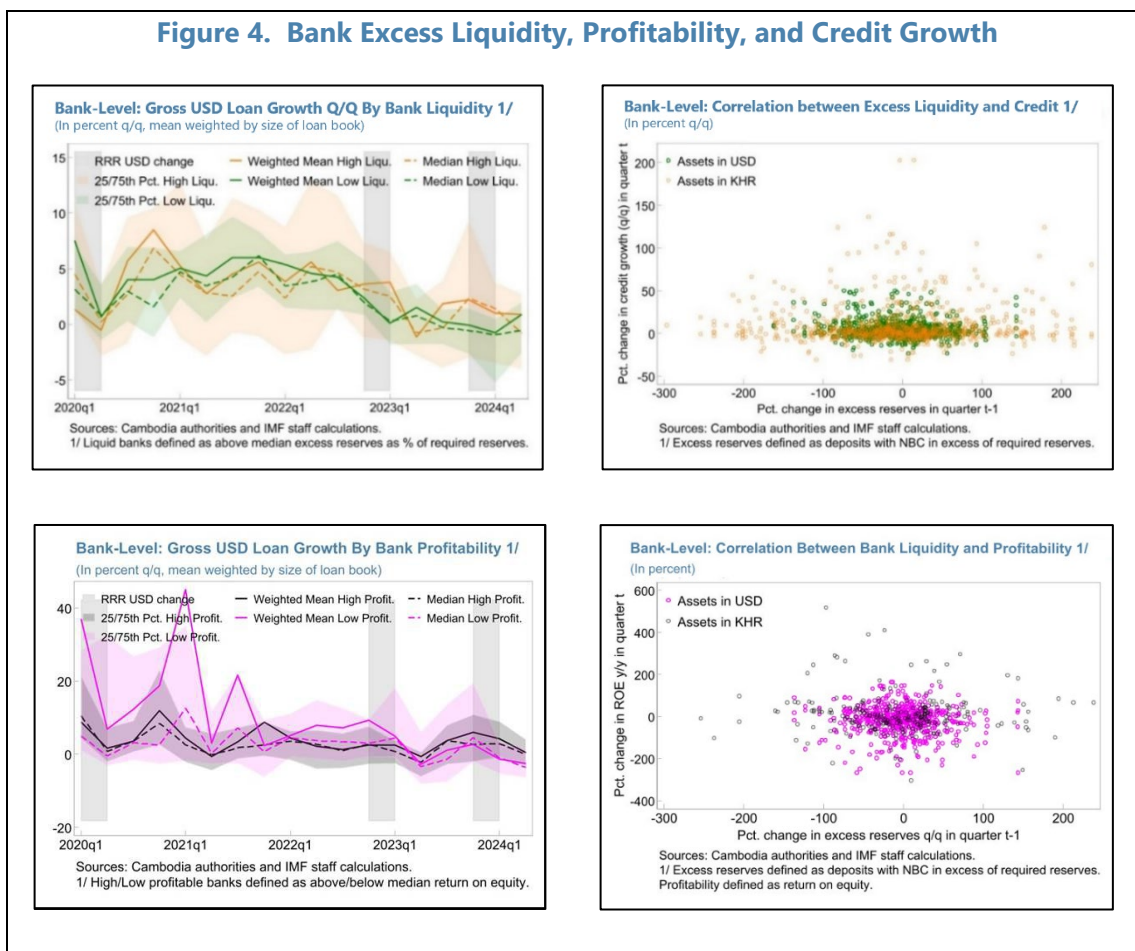 Figure 4. Bank Excess Liquidity, Profitability, and Credit Growth
Bank-Level: Gross USD Loan Growth Q/Q By Bank Liquidity 1/
(In percent q/q, mean weighted by size of loan book)
15
10
5
0
-5
RRR USD change
Weighted Mean High Liqu.
Median High Liqu.
25/75th Pct. High Liqu.
Weighted Mean Low Liqu.
Median Low Liqu.
25/75th Pct. Low Liqu.
2020q1
2021q1
2022q1
2023q1
2024q1
Sources: Cambodia authorities and IMF staff calculations.
1/ Liquid banks defined as above median excess reserves as % of required reserves.
Bank-Level: Correlation between Excess Liquidity and Credit 1/
(In percent q/q)
Pct. change in credit growth (q/q) in quarter t
200
150
100
50
0
-50
Assets in USD
Assets in KHR
-300
-200
-100
0
100
200
Pct. change in excess reserves in quarter t-1
Sources: Cambodia authorities and IMF staff calculations.
1/ Excess reserves defined as deposits with NBC in excess of required reserves.
Bank-Level: Gross USD Loan Growth By Bank Profitability 1/
(In percent q/q, mean weighted by size of loan book)
40
20
0
-20
RRR USD change
Weighted Mean High Profit.
Median High Profit.
25/75th Pct. High Profit.
Weighted Mean Low Profit.
Median Low Profit.
25/75th Pct. Low Profit.
2020q1
2021q1
2022q1
2023q1
2024q1
Sources: Cambodia authorities and IMF staff calculations.
1/ High/Low profitable banks defined as above/below median return on equity.
Bank-Level: Correlation Between Bank Liquidity and Profitability 1/
(In percent)
Pct. change in ROE y/y in quarter t
600
400
200
0
-200
-400
Assets in USD
Assets in KHR
-300
-200
-100
0
100
200
Pct. change in excess reserves q/q in quarter t-1
Sources: Cambodia authorities and IMF staff calculations.
1/ Excess reserves defined as deposits with NBC in excess of required reserves.
Profitability defined as return on equity.